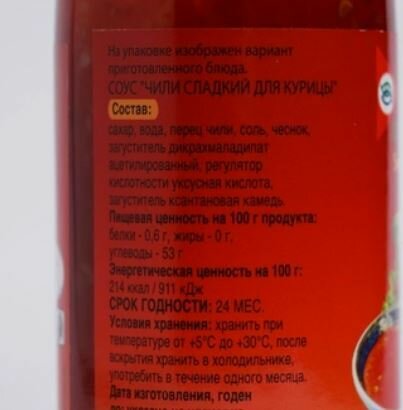 На упаковке изображен вариант
приготовленного блюда.
СОУС "ЧИЛИ СЛАДКИЙ ДЛЯ КУРИЦЫ"
Состав:
сахар, вода, перец чили, соль, чеснок,
загуститель дикрахмаладипат
ацетилированный, регулятор
кислотности уксусная кислота,
загуститель ксантановая камедь.
Пищевая ценность на 100 г продукта:
белки - 0,6 г, жиры - 0 г,
углеводы - 53 г
Энергетическая ценность на 100 г:
214 ккал / 911 кДж
СРОК ГОДНОСТИ: 24 МЕС.
Условия хранения: хранить при
температуре от +5°С до +30°С, после
вскрытия хранить в холодильнике,
употребить в течение одного месяца.
Дата изготовления, годен